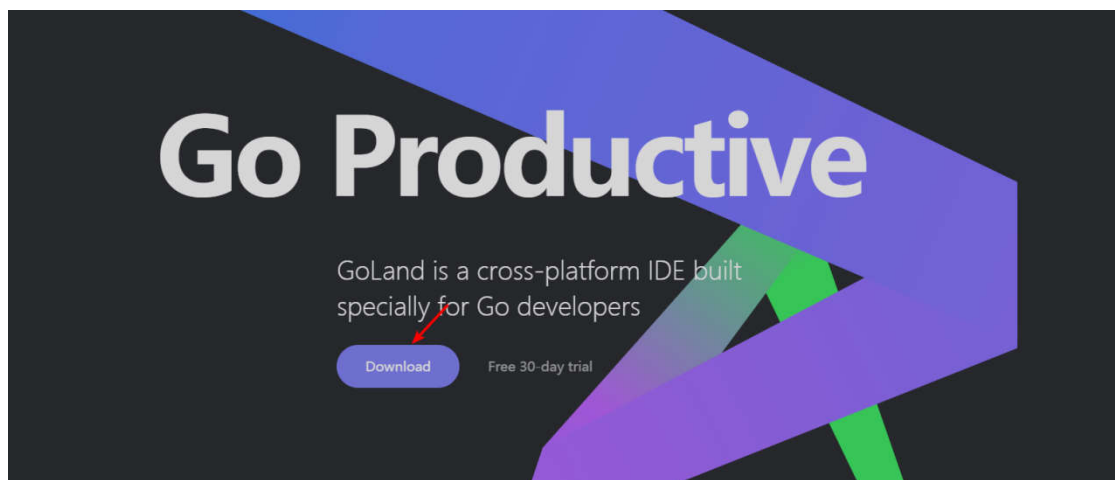 Go Productive
GoLand is a cross-platform IDE built
specially for Go developers
Download
Free 30-day trial